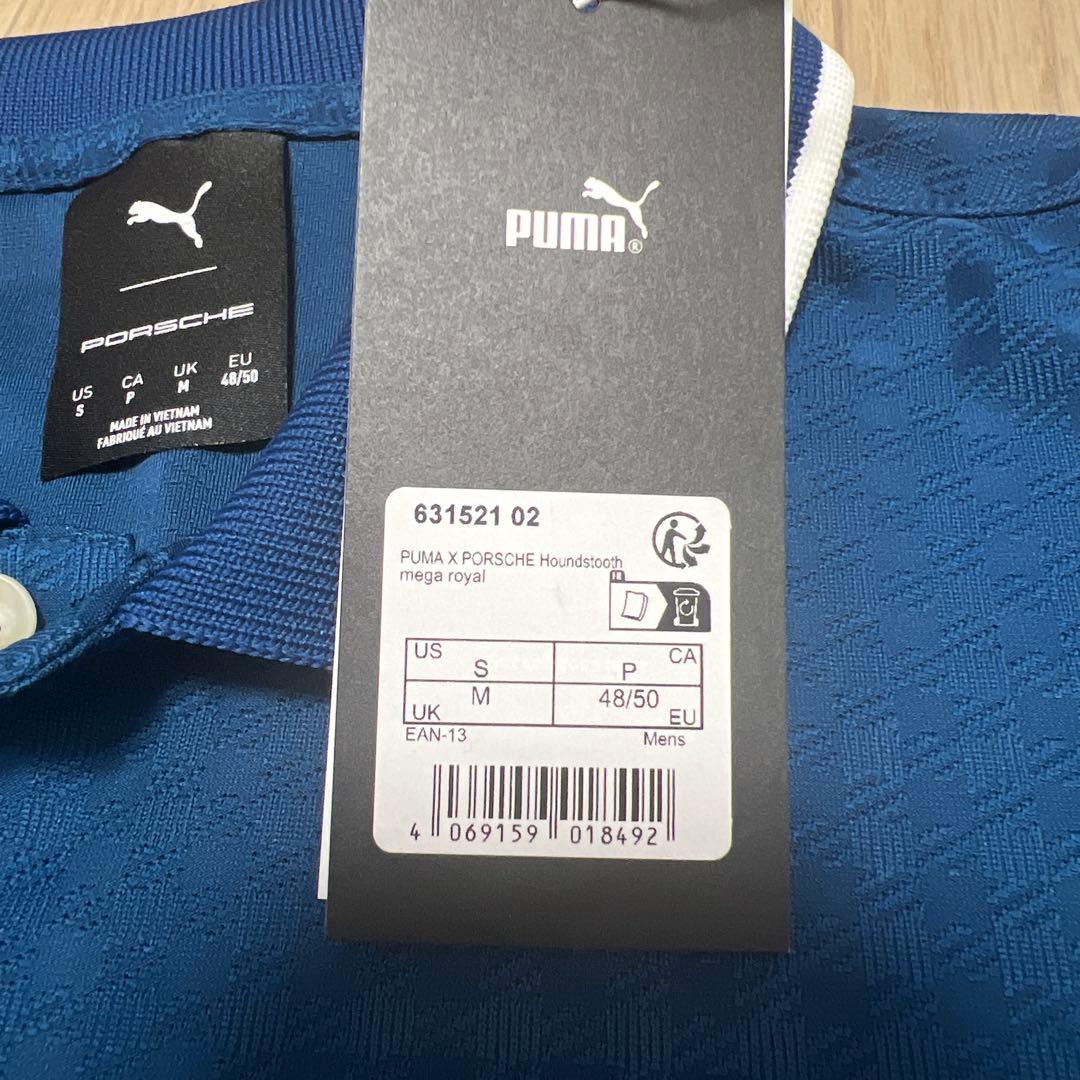 PORSCHE
US CA UK EU
S P M 48/50
MADE IN VIETNAM
FABRIQUÉ AU VIETNAM
PUMA®
631521 02
PUMA X PORSCHE Houndstooth
mega royal
FR
US S P CA
UK M 48/50 EU
EAN-13 Mens
4 069159 018492